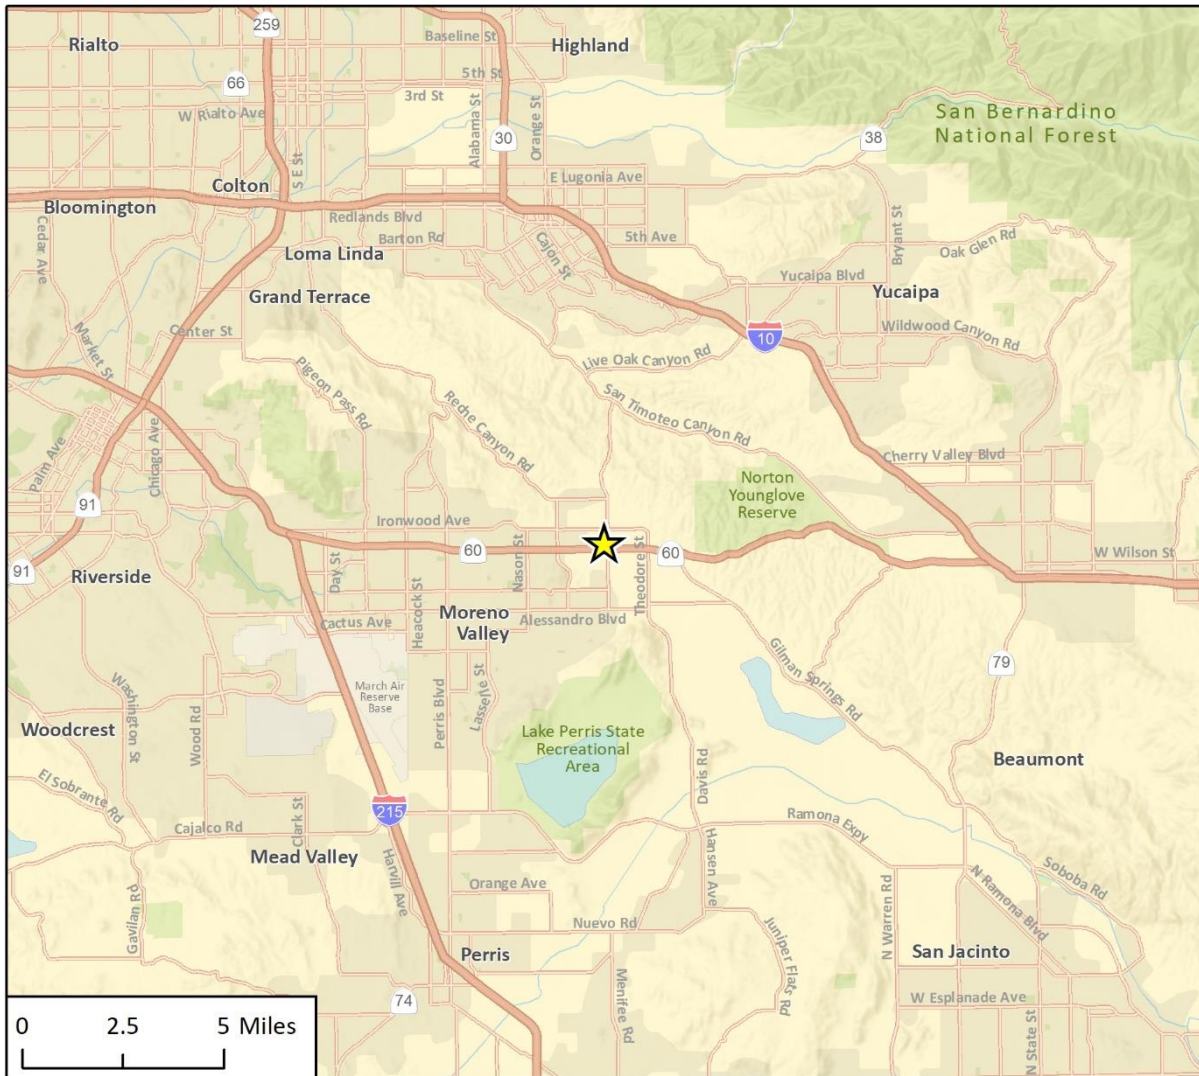 259
Rialto
Baseline St
Highland
5th St
66
3rd St
W Rialto Ave
Alabama St
Orange St
30
38
San Bernardino
National Forest
S E St
E Lugonia Ave
Colton
Bloomington
Redlands Blvd
Barton Rd
5th Ave
Bryant St
Oak Glen Rd
Cedar Ave
Loma Linda
Cajon St
Yucaipa Blvd
Yucaipa
Grand Terrace
Center St
Market St
10
Wildwood Canyon Rd
Live Oak Canyon Rd
Pigeon Pass Rd
Reche Canyon Rd
San Timoteo Canyon Rd
Palm Ave
Chicago Ave
Cherry Valley Blvd
Norton
Younglove
Reserve
91
Ironwood Ave
60
60
91
Riverside
Day St
Heacock St
Nason St
Theodore St
W Wilson St
Moreno
Valley
Cactus Ave
Alessandro Blvd
Gilman Springs Rd
79
March Air
Reserve
Base
Washington St
Wood Rd
Perris Blvd
Lasselle St
Woodcrest
Lake Perris State
Recreational
Area
Davis Rd
Beaumont
El Sobrante Rd
215
Cajalco Rd
Clark St
Ramona Expy
Mead Valley
Harvill Ave
Hansen Ave
Soboba Rd
Orange Ave
N Warren Rd
N Ramona Blvd
Gavilan Rd
Nuevo Rd
Juniper Flats Rd
Perris
San Jacinto
Menifee Rd
74
W Esplanade Ave
N State St
0 2.5 5 Miles